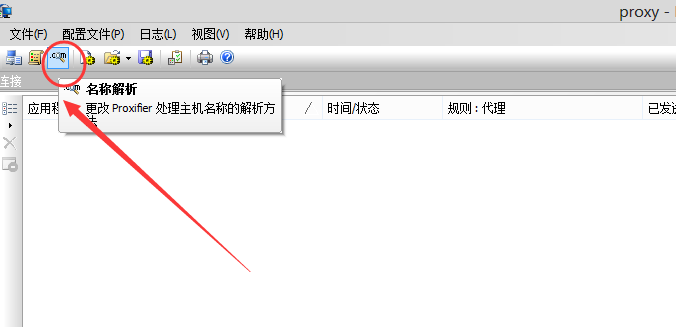 proxy -
文件(F) 配置文件(P) 日志(L) 视图(V) 帮助(H)
.com
连接
.com 名称解析
更改 Proxifier 处理主机名称的解析方
法
应用程 时间/状态 规则 : 代理 已发送